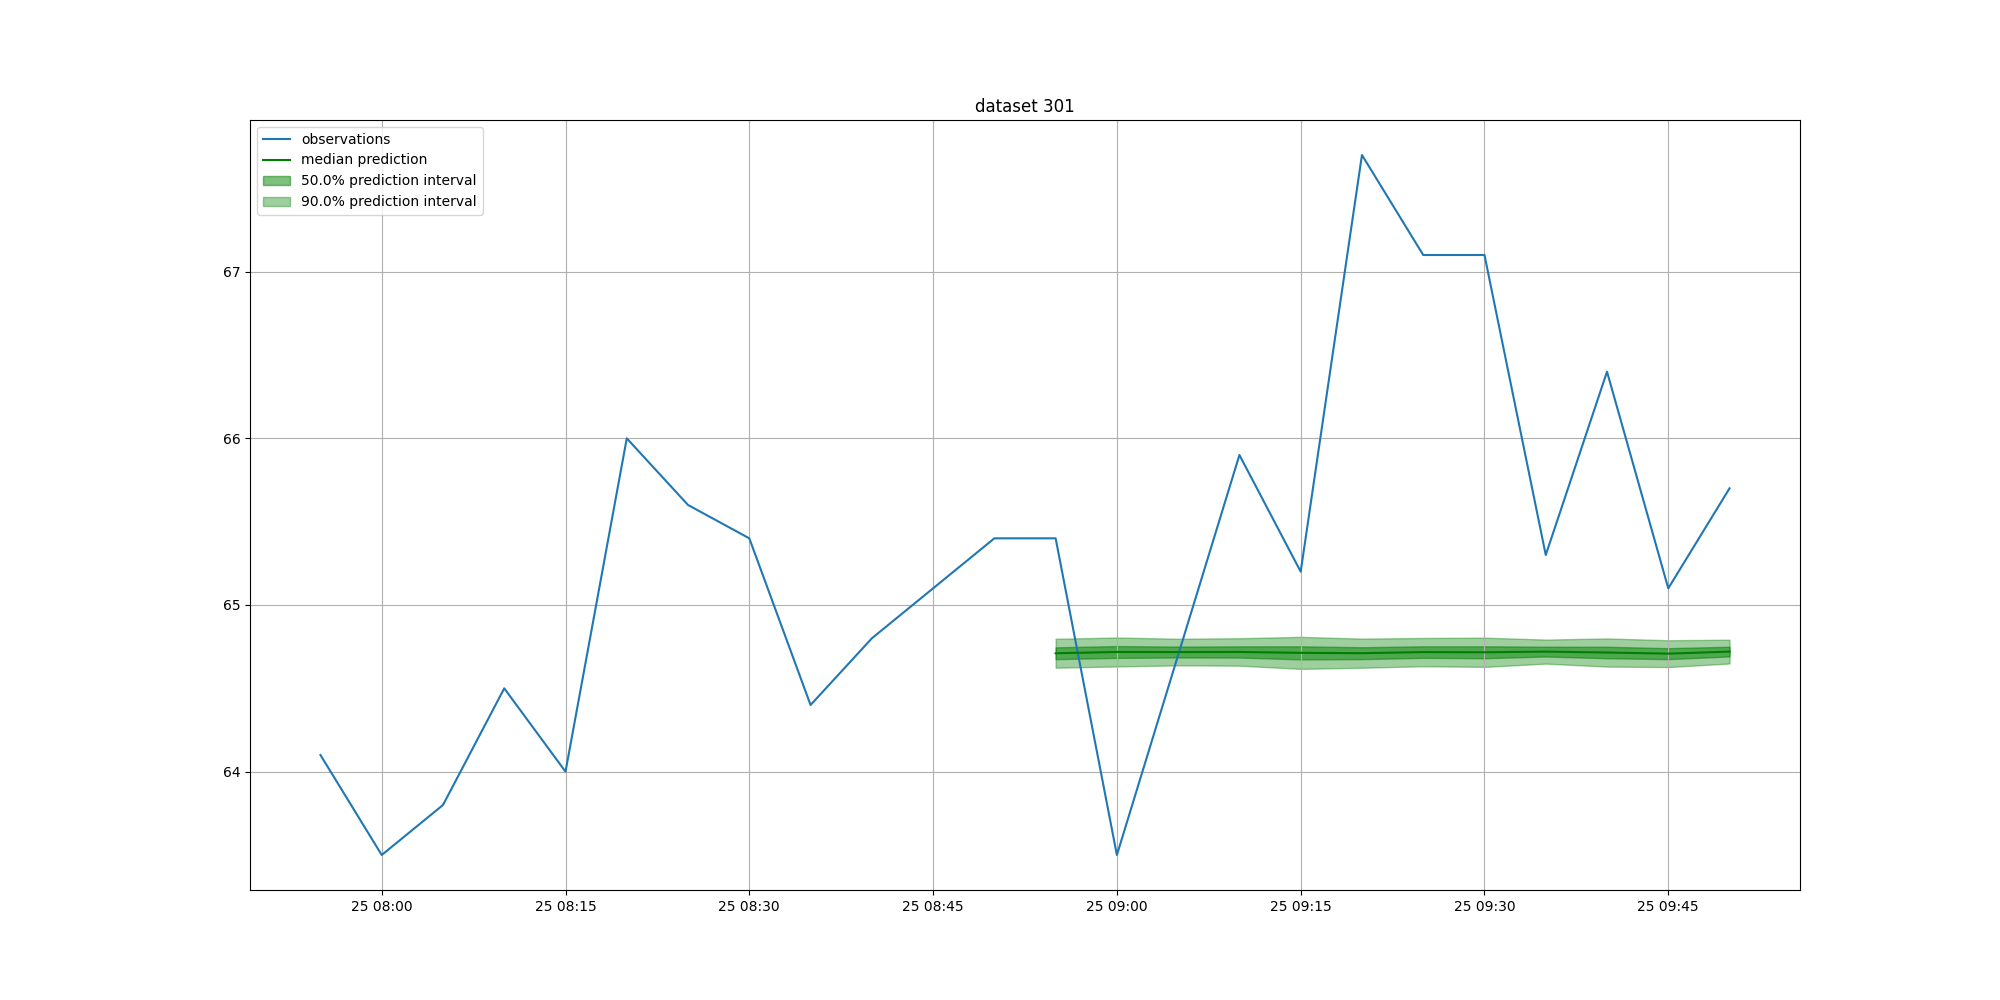 dataset 301
observations
median prediction
50.0% prediction interval
90.0% prediction interval
67
66
65
64
25 08:00
25 08:15
25 08:30
25 08:45
25 09:00
25 09:15
25 09:30
25 09:45